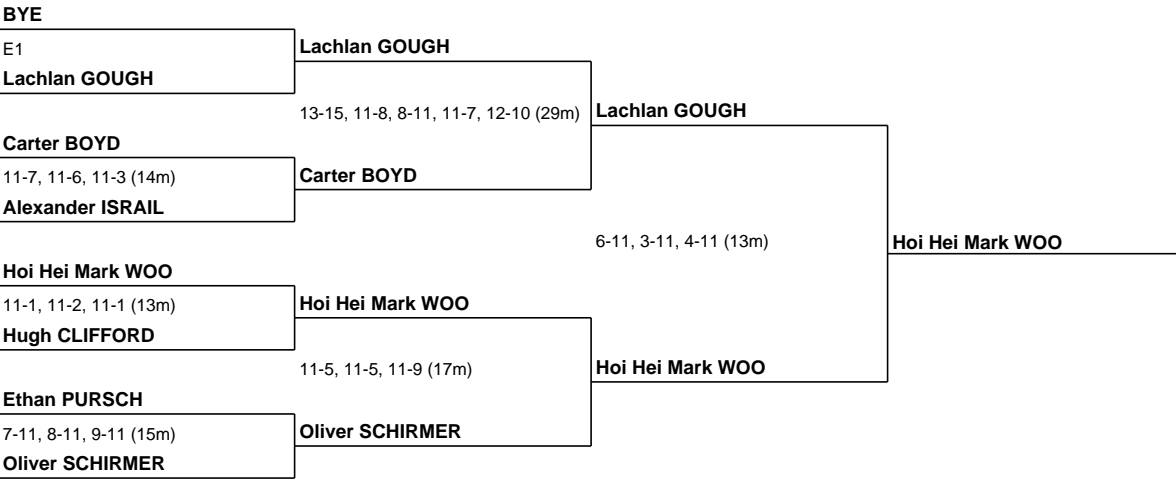 BYE
E1
Lachlan GOUGH
Carter BOYD
11-7, 11-6, 11-3 (14m)
Alexander ISRAIL
Hoi Hei Mark WOO
11-1, 11-2, 11-1 (13m)
Hugh CLIFFORD
Ethan PURSCH
7-11, 8-11, 9-11 (15m)
Oliver SCHIRMER
Lachlan GOUGH
13-15, 11-8, 8-11, 11-7, 12-10 (29m)
Carter BOYD
Hoi Hei Mark WOO
11-5, 11-5, 11-9 (17m)
Oliver SCHIRMER
Lachlan GOUGH
6-11, 3-11, 4-11 (13m)
Hoi Hei Mark WOO
Hoi Hei Mark WOO